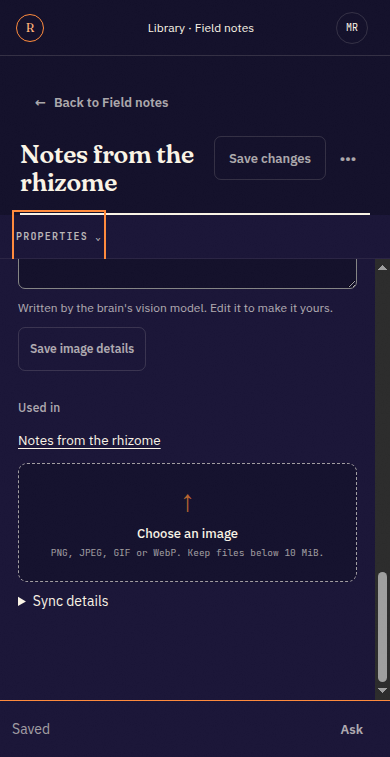 R
Library · Field notes
MR
← Back to Field notes
Notes from the
rhizome
Save changes
•••
PROPERTIES
Written by the brain's vision model. Edit it to make it yours.
Save image details
Used in
Notes from the rhizome
↑
Choose an image
PNG, JPEG, GIF or WebP. Keep files below 10 MiB.
▶ Sync details
Saved
Ask